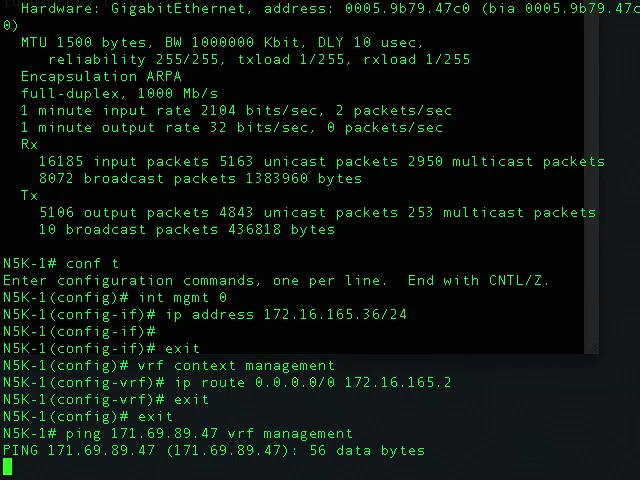 Hardware: GigabitEthernet, address: 0005.9b79.47c0 (bia 0005.9b79.47c
0)
MTU 1500 bytes, BW 1000000 Kbit, DLY 10 usec,
reliability 255/255, txload 1/255, rxload 1/255
Encapsulation ARPA
full-duplex, 1000 Mb/s
1 minute input rate 2104 bits/sec, 2 packets/sec
1 minute output rate 32 bits/sec, 0 packets/sec
Rx
16185 input packets 5163 unicast packets 2950 multicast packets
8072 broadcast packets 1383960 bytes
Tx
5106 output packets 4843 unicast packets 253 multicast packets
10 broadcast packets 436818 bytes
N5K-1# conf t
Enter configuration commands, one per line.  End with CNTL/Z.
N5K-1(config)# int mgmt 0
N5K-1(config-if)# ip address 172.16.165.36/24
N5K-1(config-if)#
N5K-1(config-if)# exit
N5K-1(config)# vrf context management
N5K-1(config-vrf)# ip route 0.0.0.0/0 172.16.165.2
N5K-1(config-vrf)# exit
N5K-1(config)# exit
N5K-1# ping 171.69.89.47 vrf management
PING 171.69.89.47 (171.69.89.47): 56 data bytes